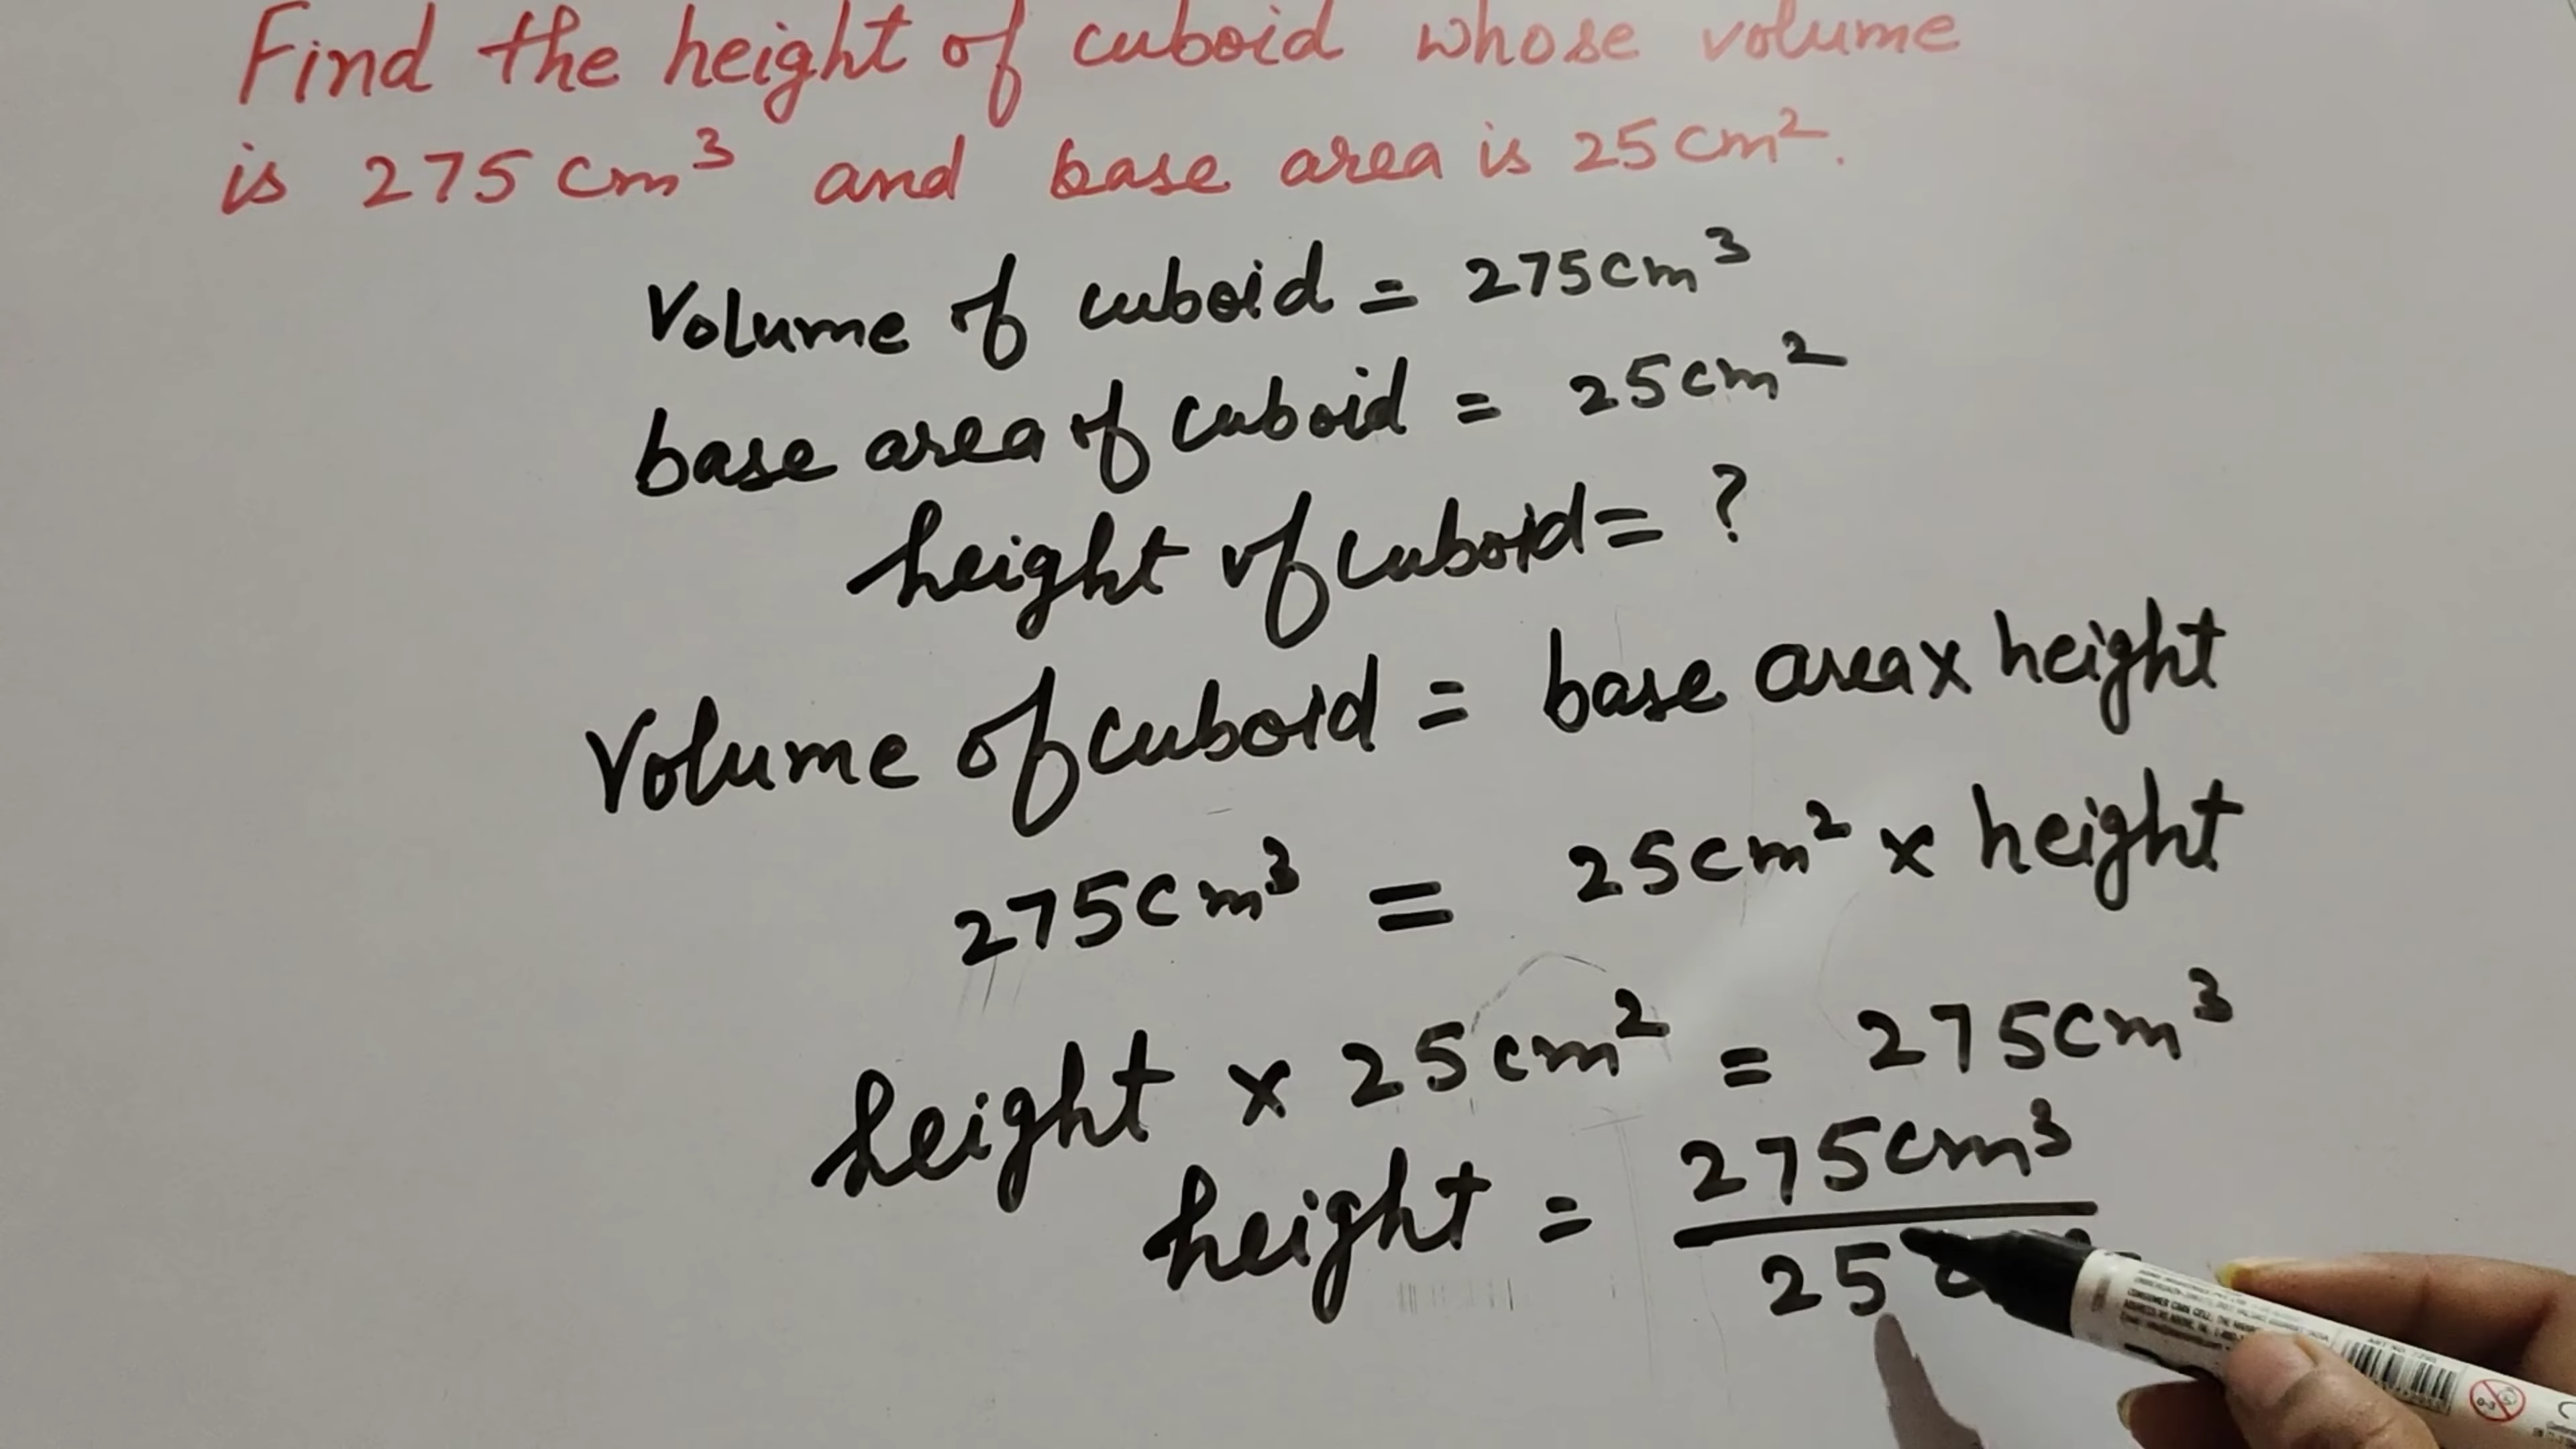 Find the height of cuboid whose volume
is 275 cm³ and base area is 25 cm².
Volume of cuboid = 275cm³
base area of cuboid = 25cm²
height of cuboid = ?
Volume of cuboid = base area x height
275cm³ = 25cm² x height
height x 25cm² = 275cm³
height = 275cm³
25